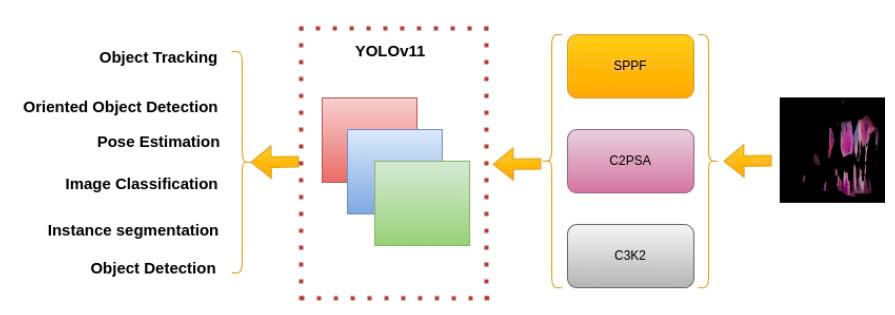 Object Tracking
Oriented Object Detection
Pose Estimation
Image Classification
Instance segmentation
Object Detection
YOLOv11
SPPF
C2PSA
C3K2